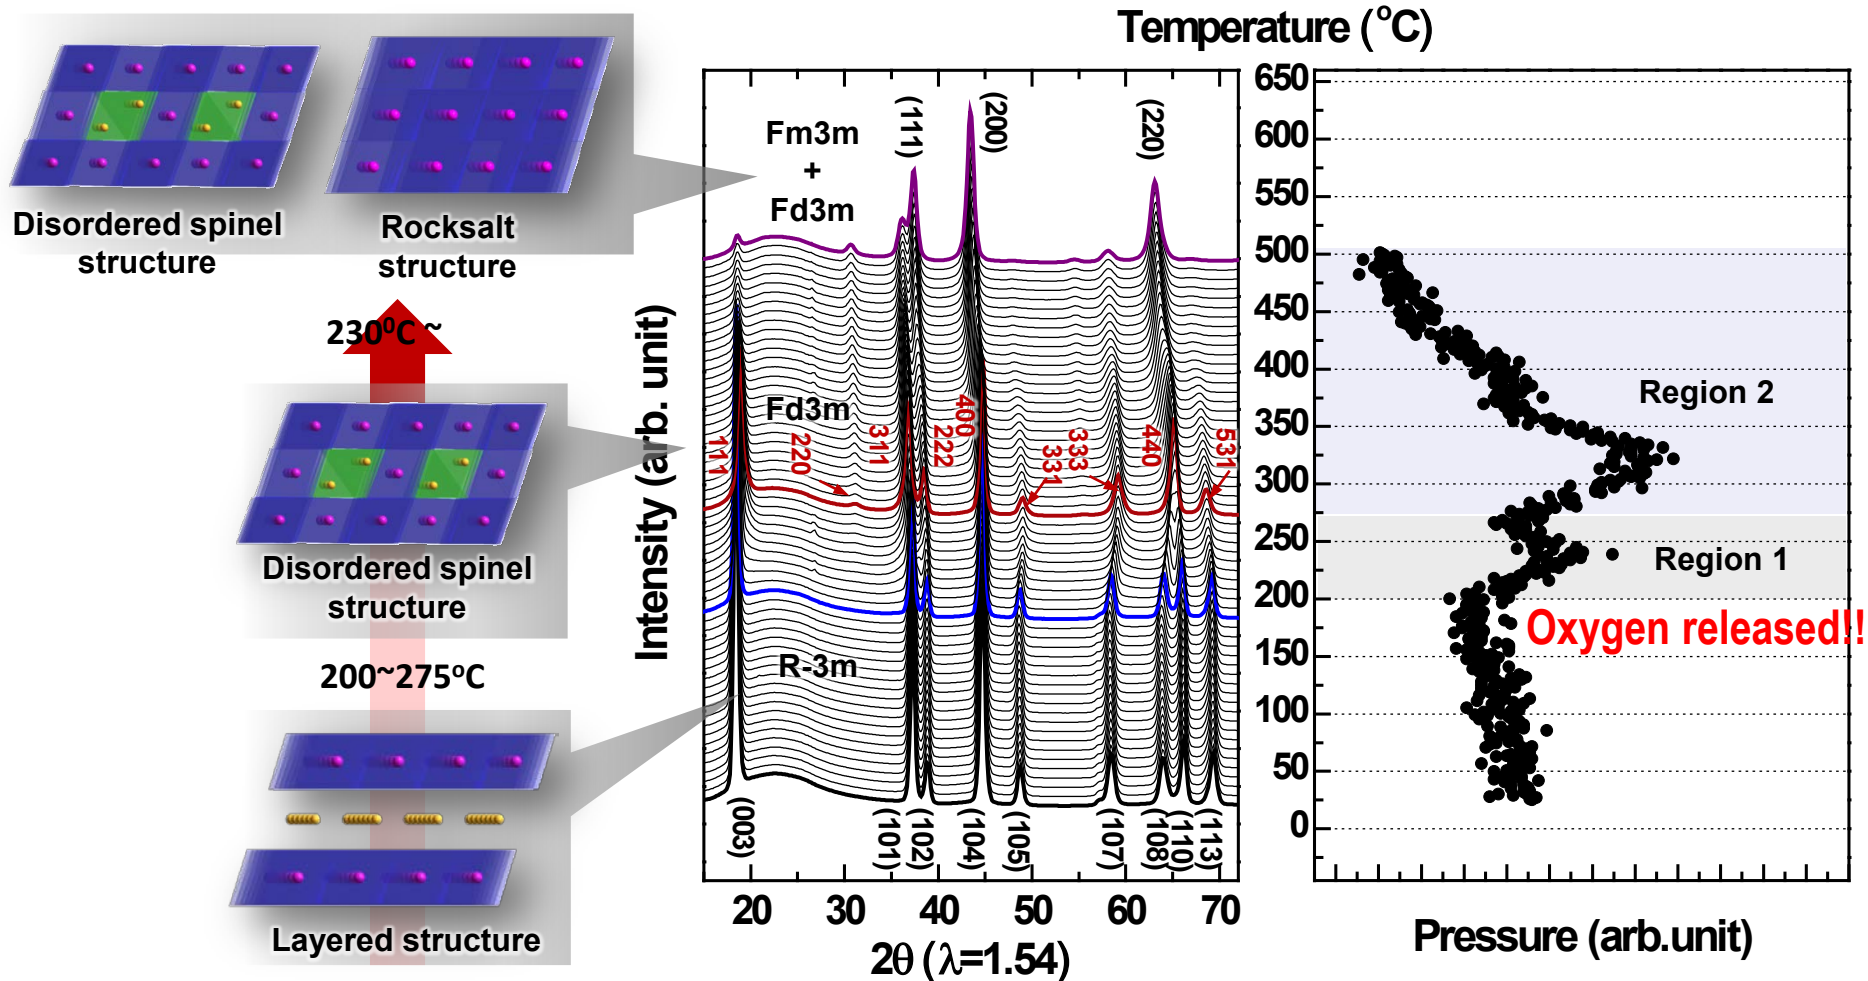 Disordered spinel
structure
Rocksalt
structure
230⁰C ~
Disordered spinel
structure
200~275ºC
Layered structure
Intensity (arb. unit)
Fm3m
+
Fd3m
(111)
(200)
(220)
Fd3m
111
220
311
222
400
331
333
440
531
R-3m
(003)
(101)
(102)
(104)
(105)
(107)
(108)
(110)
(113)
20 30 40 50 60 70
2θ (λ=1.54)
Temperature (°C)
650
600
550
500
450
400
350
300
250
200
150
100
50
0
Region 2
Region 1
Oxygen released!!
Pressure (arb.unit)